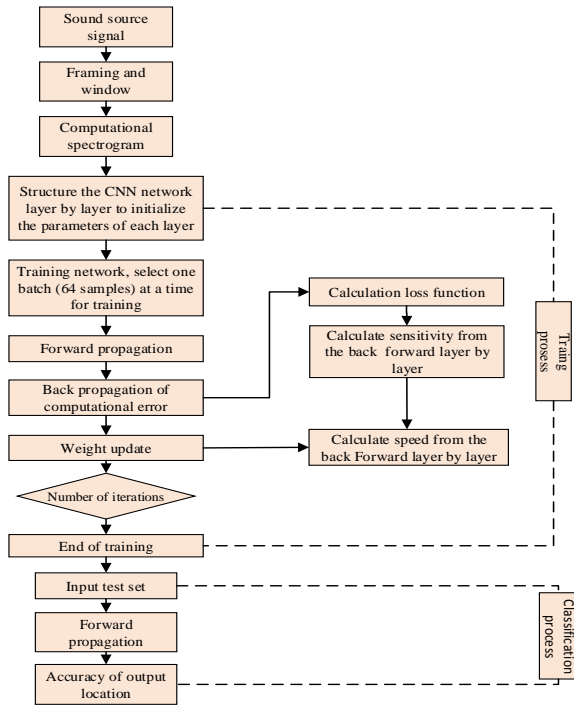 Sound source
signal
Framing and
window
Computational
spectrogram
Structure the CNN network
layer by layer to initialize
the parameters of each layer
Training network, select one
batch (64 samples) at a time
for training
Forward propagation
Back propagation of
computational error
Weight update
Number of iterations
End of training
Input test set
Forward
propagation
Accuracy of output
location
Calculation loss function
Calculate sensitivity from
the back forward layer by
layer
Calculate speed from the
back Forward layer by layer
Traing
prosess
Classification
process